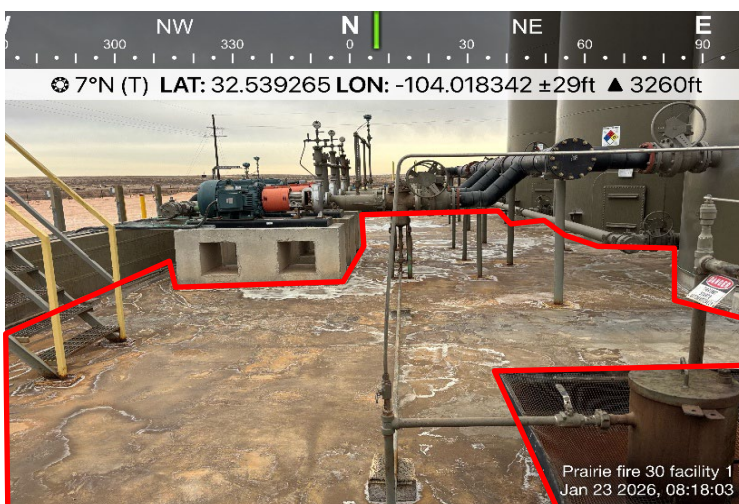 NW N NE E
300 330 0 30 60 90
7°N (T) LAT: 32.539265 LON: -104.018342 ±29ft ▲ 3260ft
DANGER
Prairie fire 30 facility 1
Jan 23 2026, 08:18:03